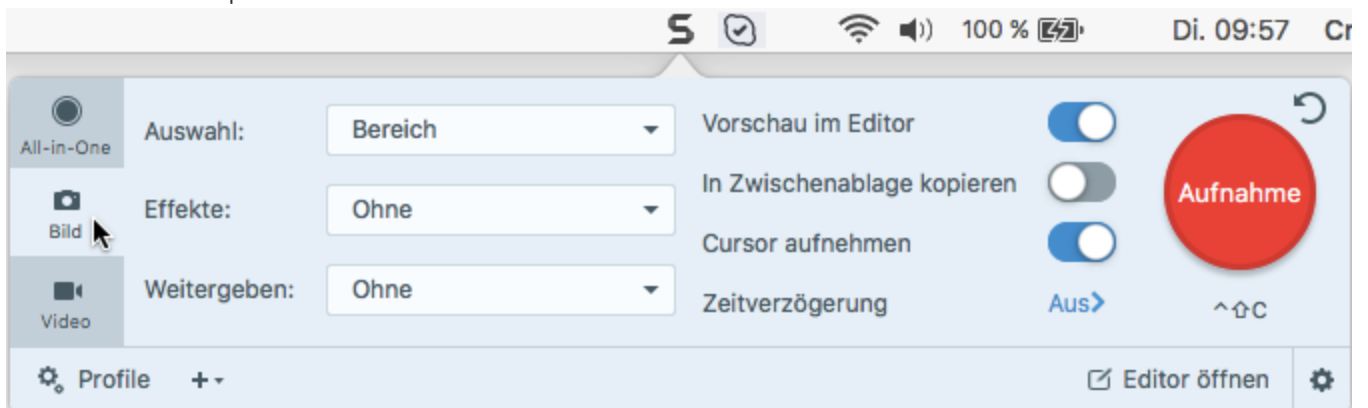 S 100 % Di. 09:57 Cr
All-in-One
Bild
Video
Auswahl: Bereich
Effekte: Ohne
Weitergeben: Ohne
Vorschau im Editor
In Zwischenablage kopieren
Cursor aufnehmen
Zeitverzögerung Aus>
Aufnahme
^⇧C
Profile +
Editor öffnen